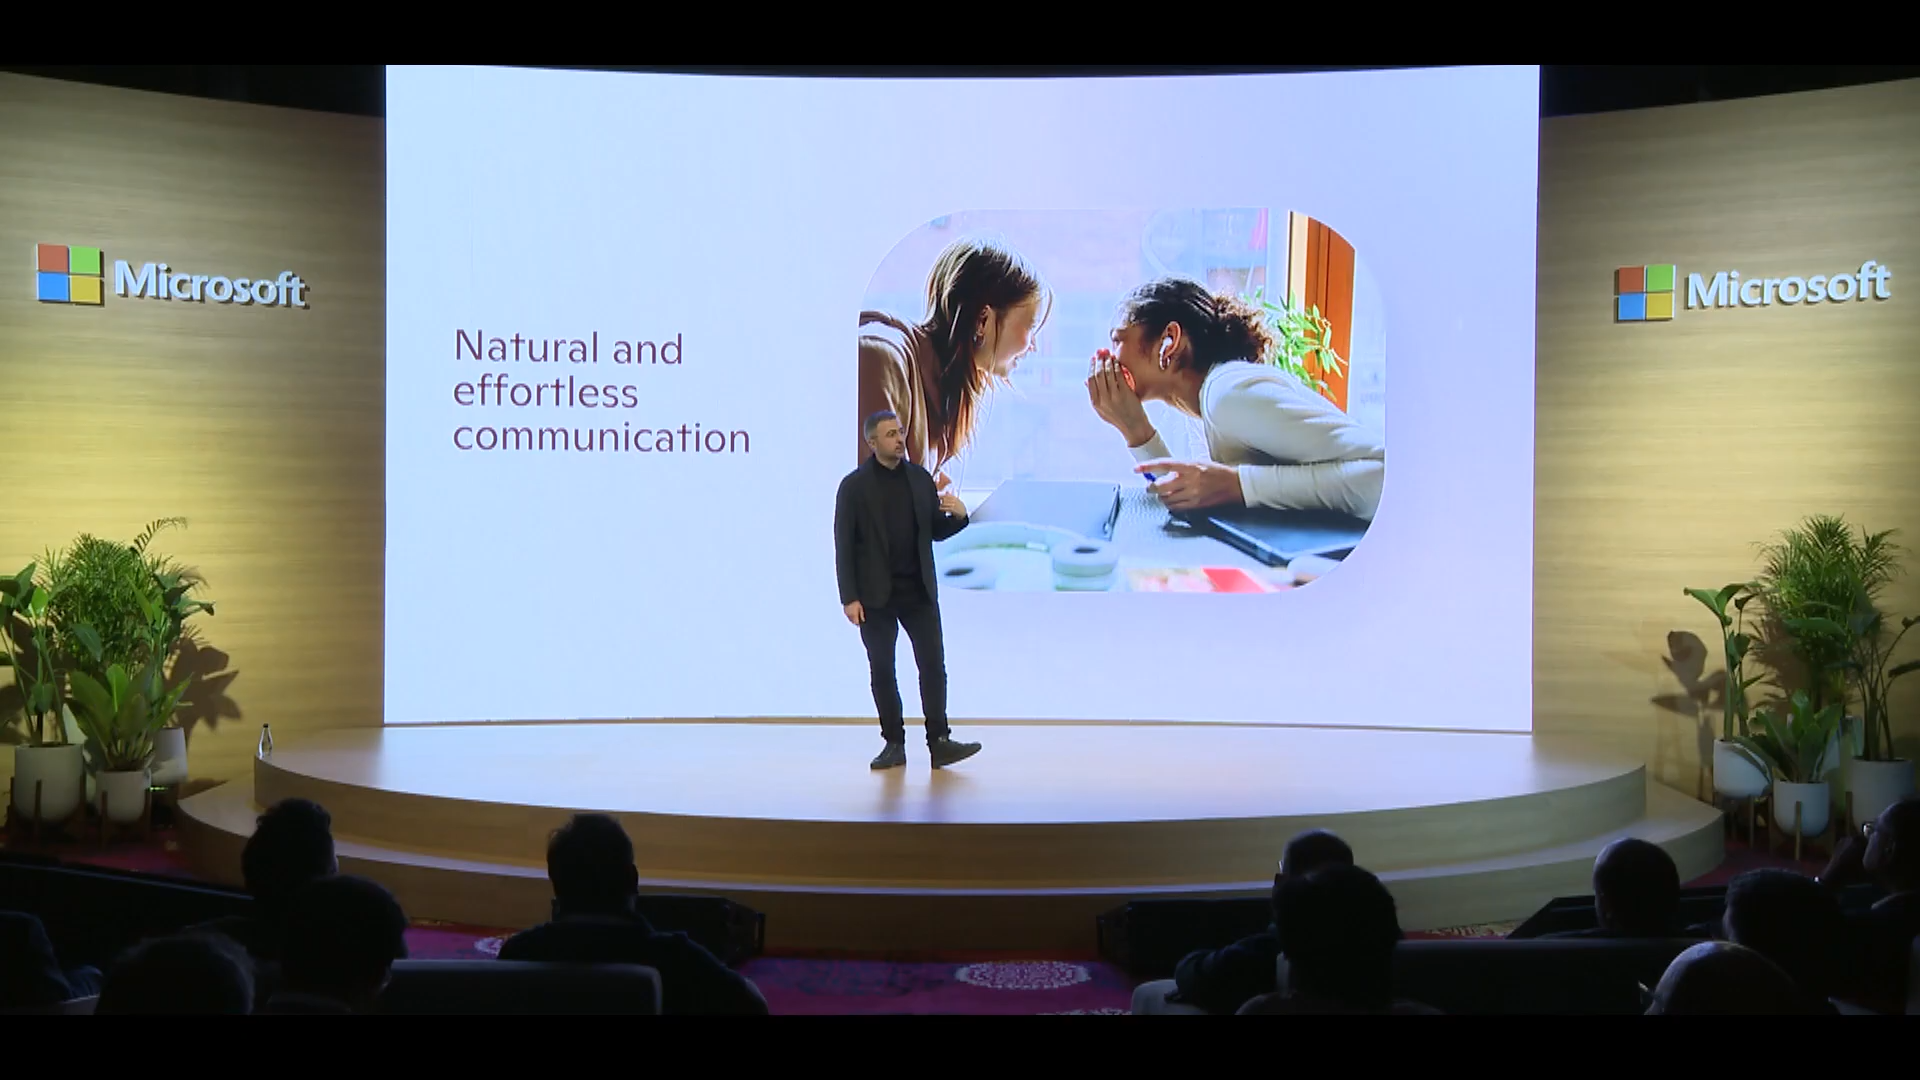 Microsoft
Natural and
effortless
communication
Microsoft